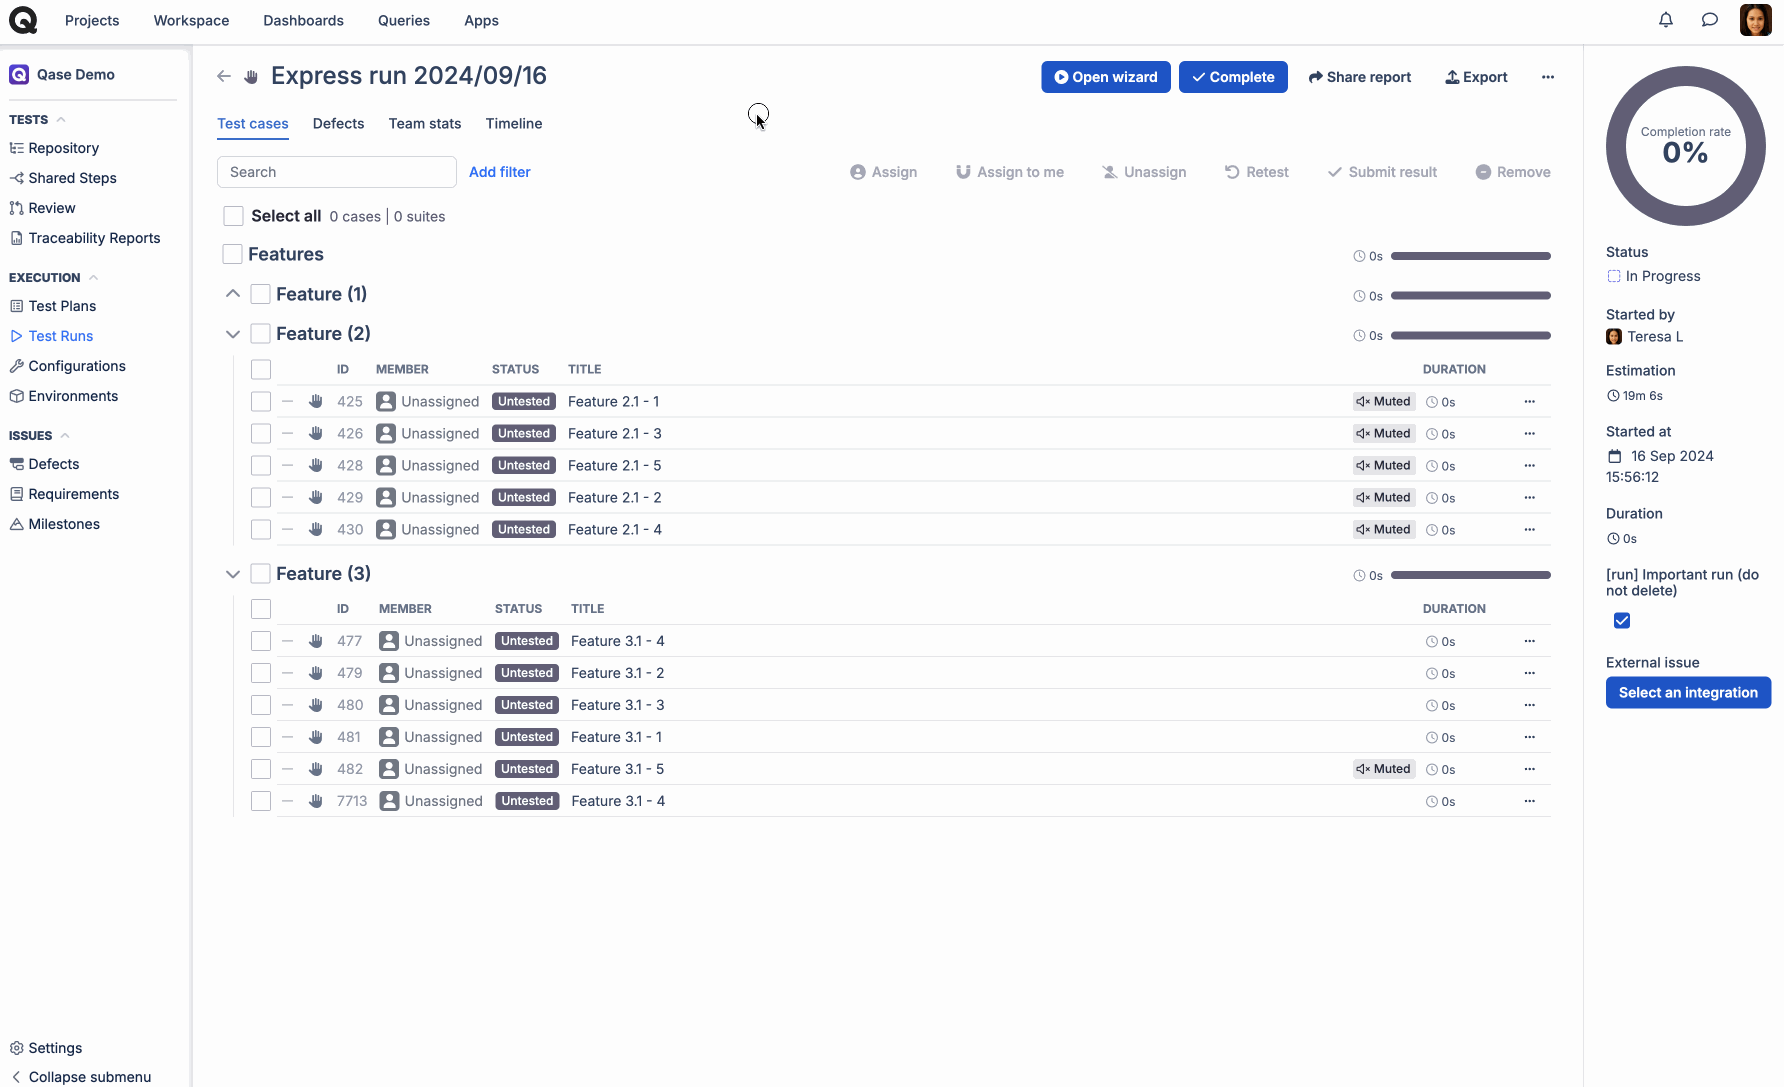 Projects Workspace Dashboards Queries Apps
Qase Demo
TESTS
Repository
Shared Steps
Review
Traceability Reports
EXECUTION
Test Plans
Test Runs
Configurations
Environments
ISSUES
Defects
Requirements
Milestones
Settings
Collapse submenu
Express run 2024/09/16
Open wizard Complete Share report Export
Test cases Defects Team stats Timeline
Search Add filter Assign Assign to me Unassign Retest Submit result Remove
Select all 0 cases | 0 suites
Features 0s
Feature (1) 0s
Feature (2) 0s
ID MEMBER STATUS TITLE DURATION
425 Unassigned Untested Feature 2.1 - 1 Muted 0s
426 Unassigned Untested Feature 2.1 - 3 Muted 0s
428 Unassigned Untested Feature 2.1 - 5 Muted 0s
429 Unassigned Untested Feature 2.1 - 2 Muted 0s
430 Unassigned Untested Feature 2.1 - 4 Muted 0s
Feature (3) 0s
ID MEMBER STATUS TITLE DURATION
477 Unassigned Untested Feature 3.1 - 4 0s
479 Unassigned Untested Feature 3.1 - 2 0s
480 Unassigned Untested Feature 3.1 - 3 0s
481 Unassigned Untested Feature 3.1 - 1 0s
482 Unassigned Untested Feature 3.1 - 5 Muted 0s
7713 Unassigned Untested Feature 3.1 - 4 0s
Completion rate
0%
Status
In Progress
Started by
Teresa L
Estimation
19m 6s
Started at
16 Sep 2024
15:56:12
Duration
0s
[run] Important run (do
not delete)
External issue
Select an integration